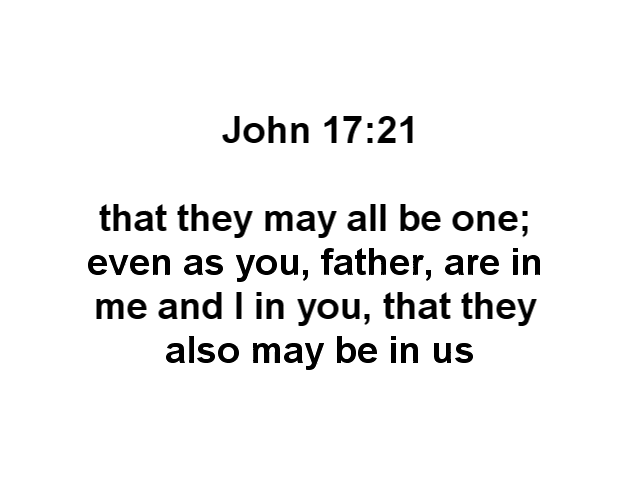 John 17:21
that they may all be one;
even as you, father, are in
me and I in you, that they
also may be in us